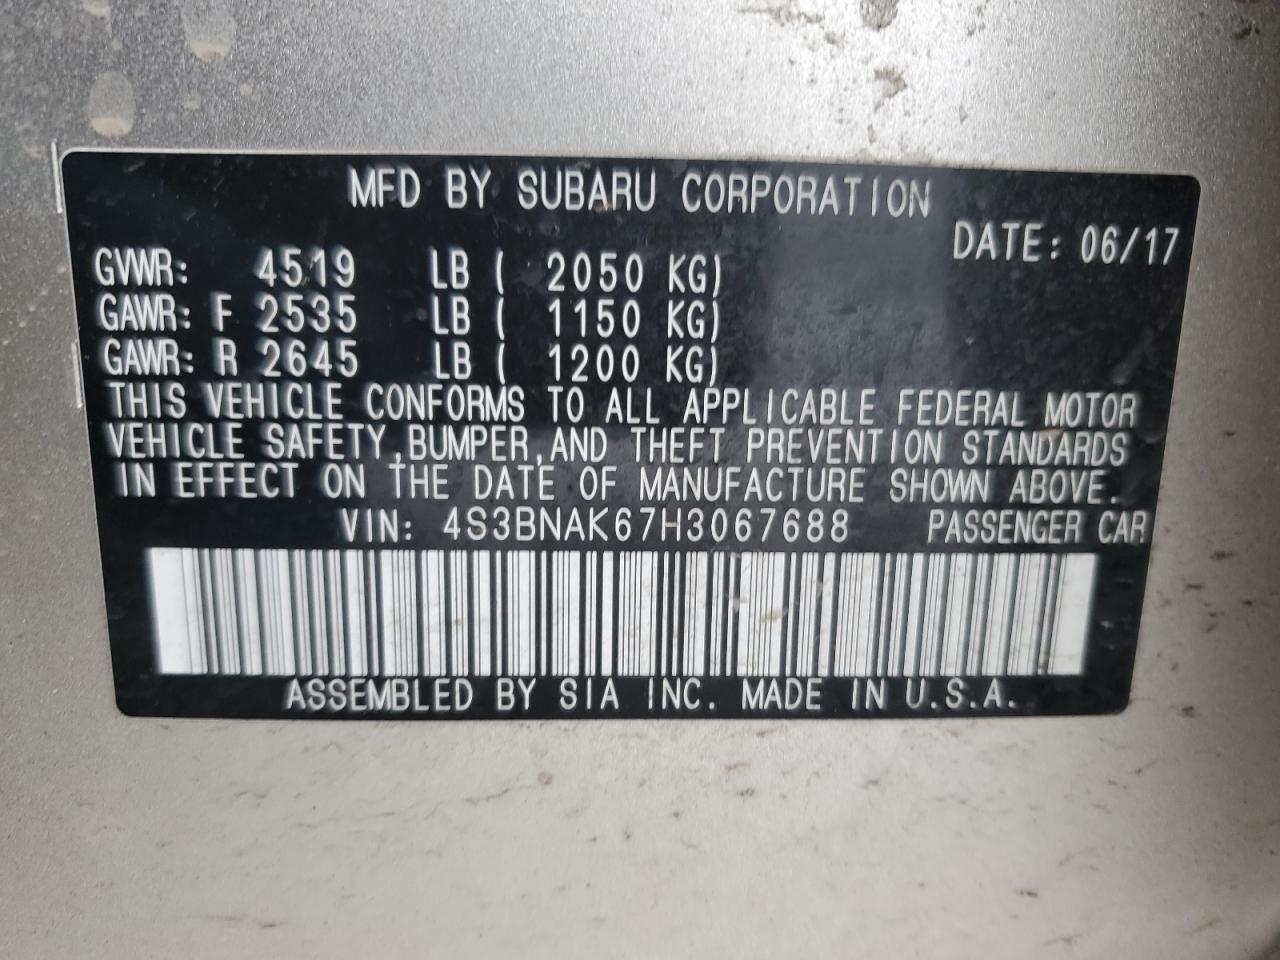 MFD BY SUBARU CORPORATION
DATE: 06/17
GVWR: 4519 LB ( 2050 KG)
GAWR: F 2535 LB ( 1150 KG)
GAWR: R 2645 LB ( 1200 KG)
THIS VEHICLE CONFORMS TO ALL APPLICABLE FEDERAL MOTOR
VEHICLE SAFETY,BUMPER,AND THEFT PREVENTION STANDARDS
IN EFFECT ON THE DATE OF MANUFACTURE SHOWN ABOVE.
VIN: 4S3BNAK67H3067688 PASSENGER CAR
ASSEMBLED BY SIA INC. MADE IN U.S.A.